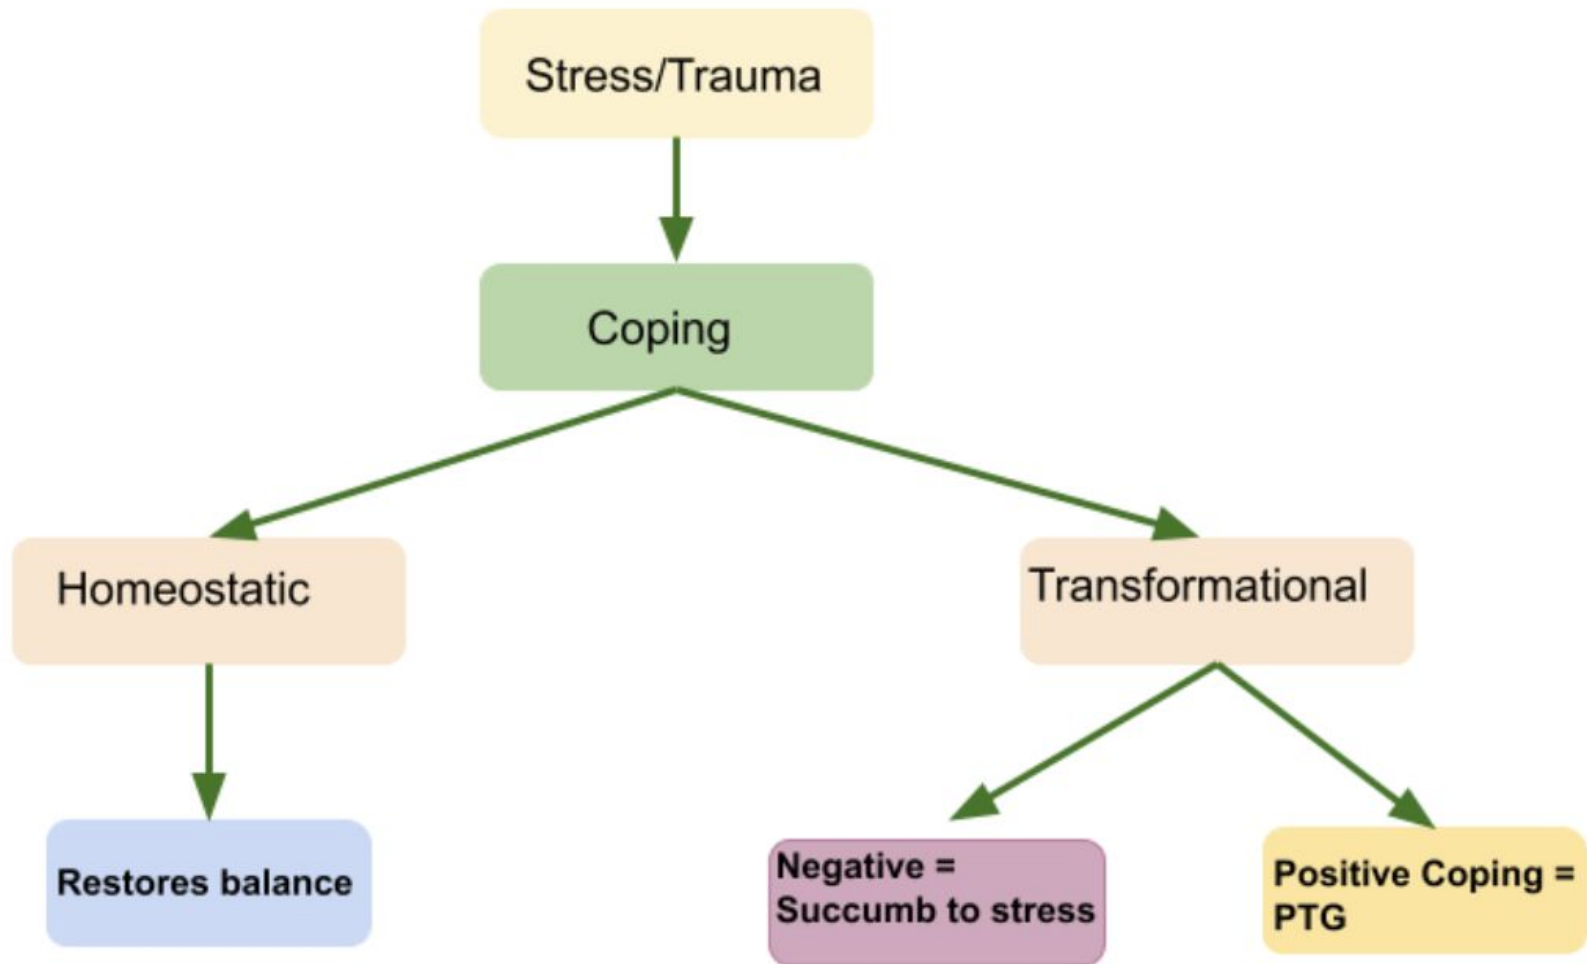 Stress/Trauma
Coping
Homeostatic
Transformational
Restores balance
Negative =
Succumb to stress
Positive Coping =
PTG